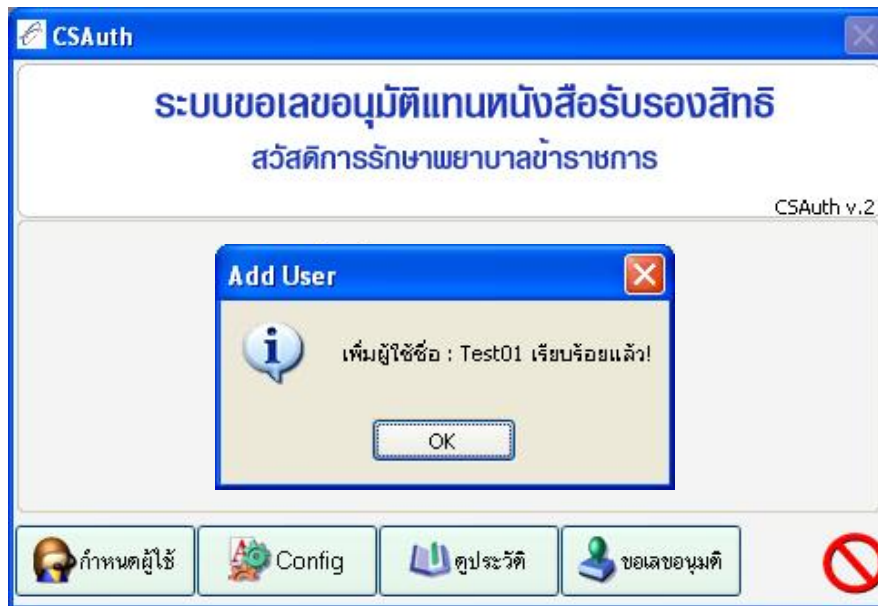 CSAuth
ระบบขอเลขอนุมัติแทนหนังสือรับรองสิทธิ
สวัสดิการรักษาพยาบาลข้าราชการ
CSAuth v.2
Add User
เพิ่มผู้ใช้ชื่อ : Test01 เรียบร้อยแล้ว!
OK
กำหนดผู้ใช้ Config ดูประวัติ ขอเลขอนุมติ